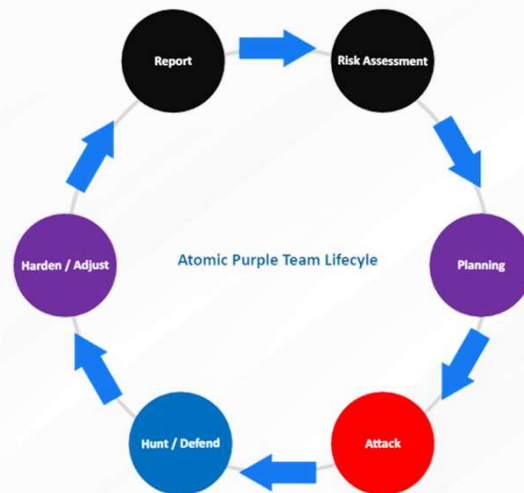 Report
Risk Assessment
Harden / Adjust
Atomic Purple Team Lifecyle
Planning
Hunt / Defend
Attack